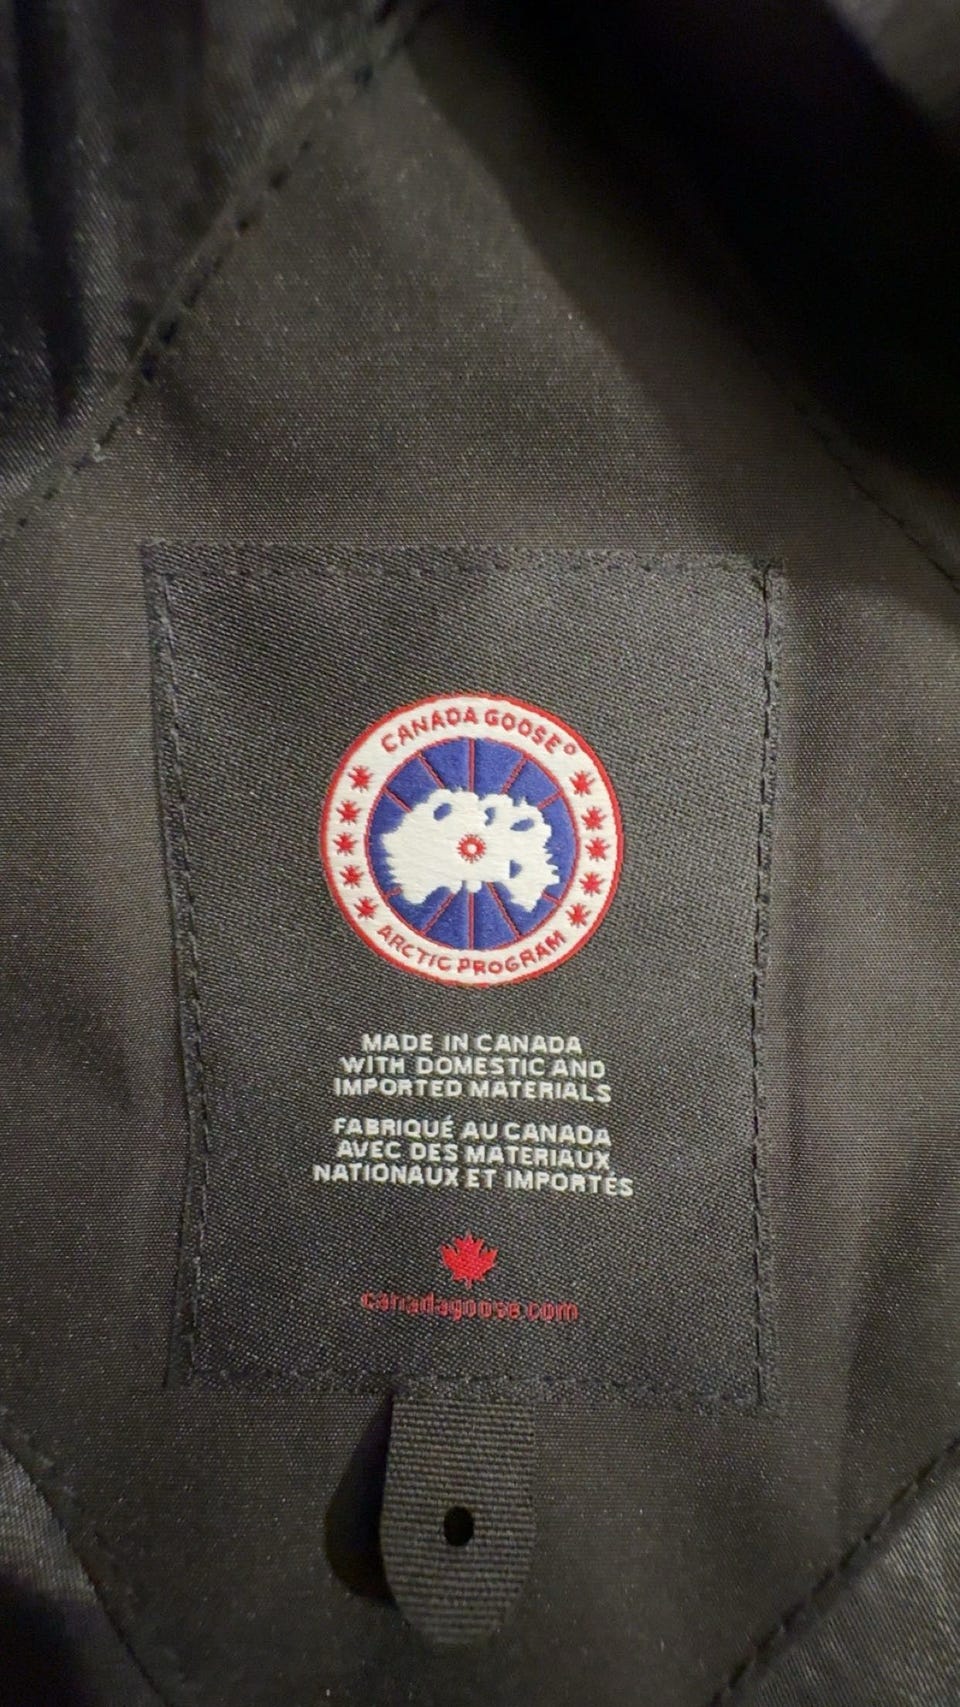 CANADA GOOSE®
ARCTIC PROGRAM
MADE IN CANADA
WITH DOMESTIC AND
IMPORTED MATERIALS
FABRIQUÉ AU CANADA
AVEC DES MATERIAUX
NATIONAUX ET IMPORTÉS
canadagoose.com